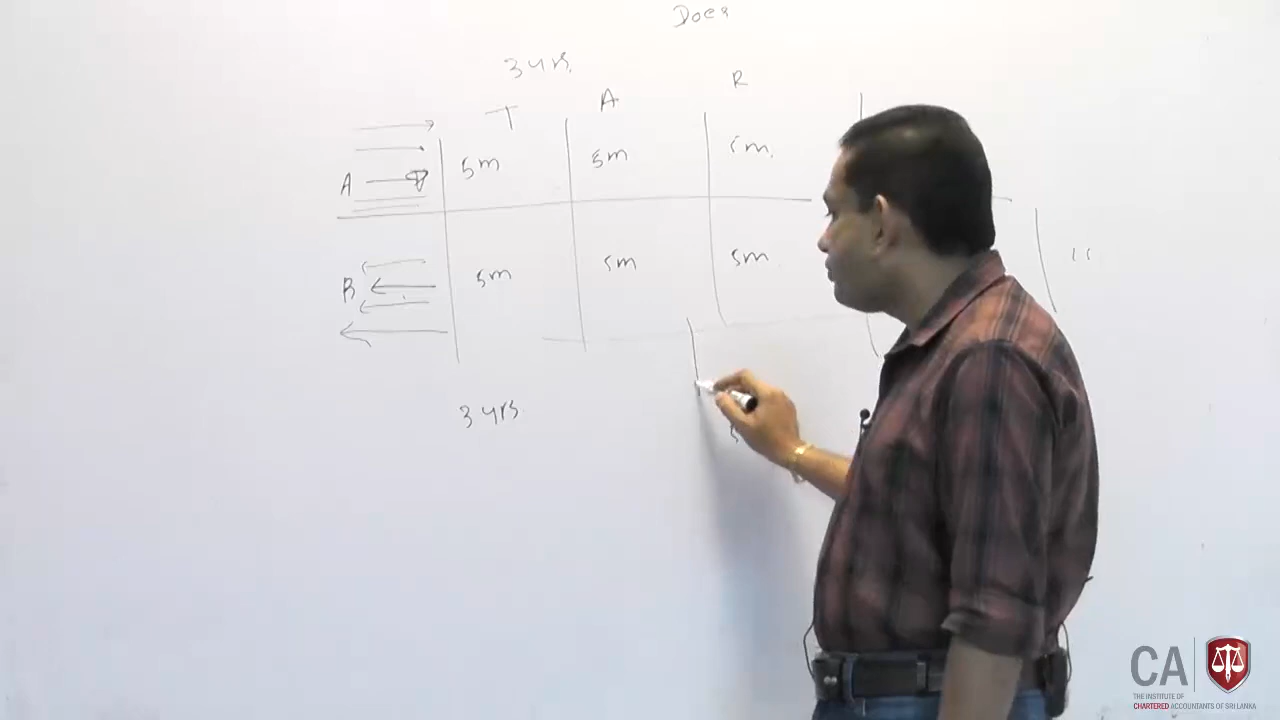 Does
3 yrs.
T A R
A 5m 5m 5m.
B 5m 5m 5m.
3 yrs.
CA
THE INSTITUTE OF
CHARTERED ACCOUNTANTS OF SRI LANKA